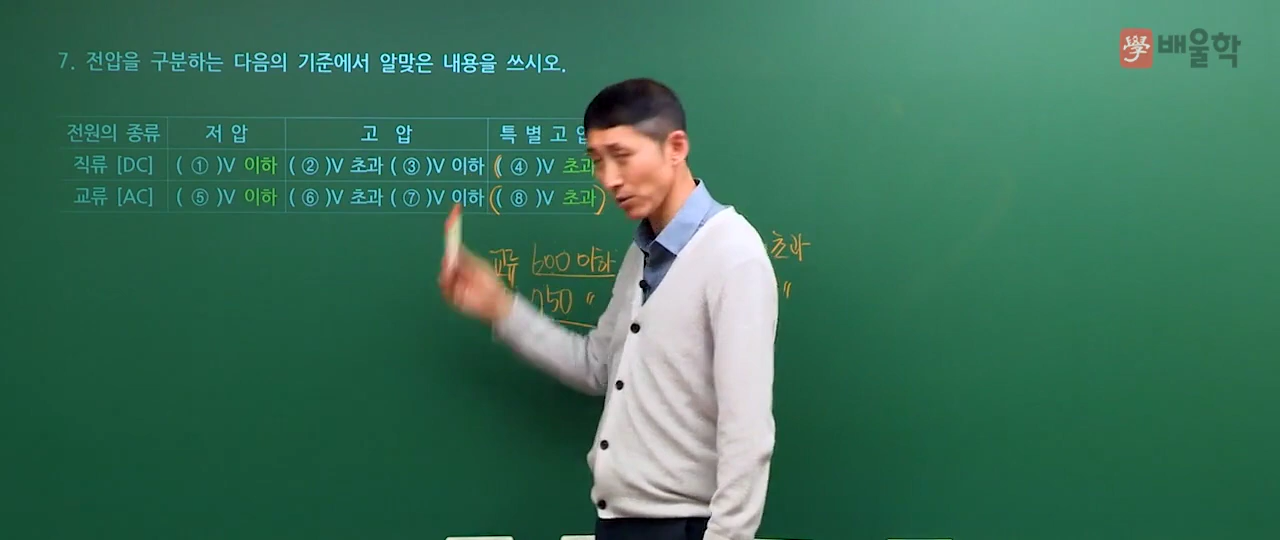 學 배울학
7. 전압을 구분하는 다음의 기준에서 알맞은 내용을 쓰시오.
전원의 종류 저 압 고 압 특 별 고
직류 [DC] ( ① )V 이하 ( ② )V 초과 ( ③ )V 이하 ( ④ )V 초과
교류 [AC] ( ⑤ )V 이하 ( ⑥ )V 초과 ( ⑦ )V 이하 ( ⑧ )V 초과)
교류 600 이하 초과
750 〃 〃